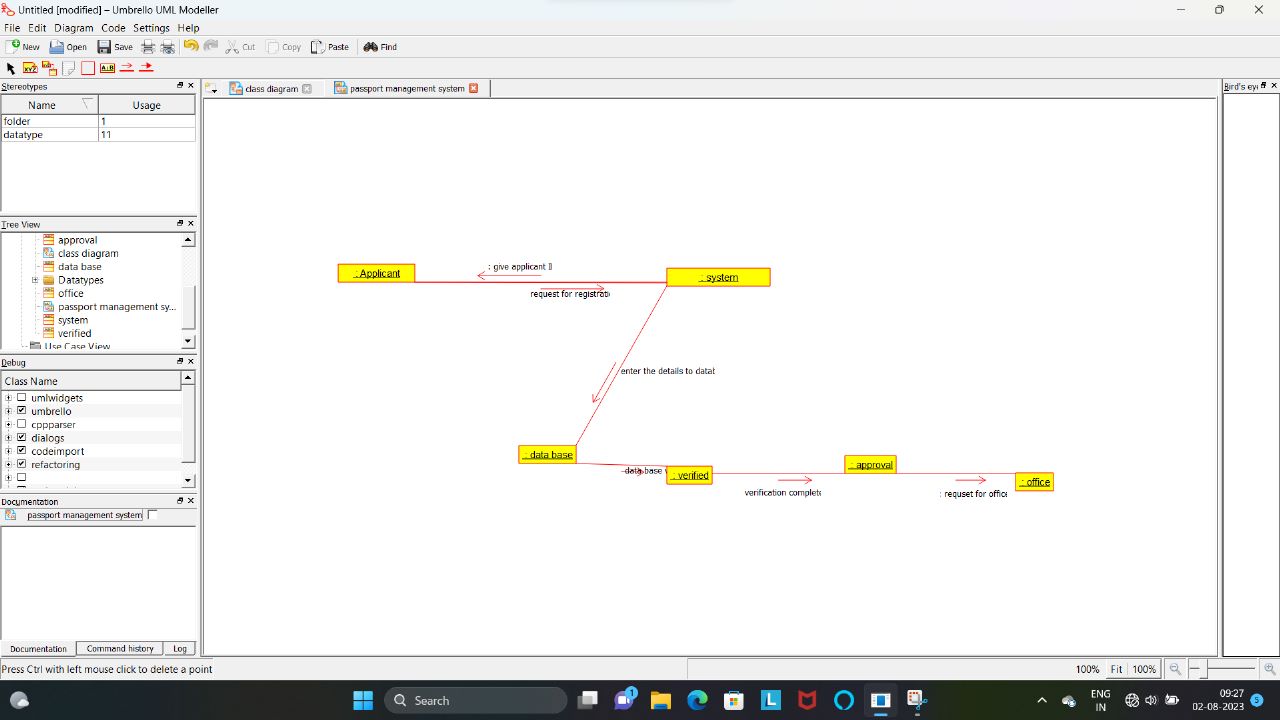 Untitled [modified] – Umbrello UML Modeller
File Edit Diagram Code Settings Help
New Open Save Cut Copy Paste Find
Stereotypes
Name Usage
folder 1
datatype 11
Tree View
approval
class diagram
data base
Datatypes
office
passport management sy...
system
verified
Use Case View
Debug
Class Name
umlwidgets
umbrello
cppparser
dialogs
codeimport
refactoring
Documentation
passport management system
Documentation Command history Log
Press Ctrl with left mouse click to delete a point
class diagram passport management system
: Applicant
: give applicant I
: system
request for registrati
enter the details to datab
: data base
data base
: verified
verification complete
: approval
: requset for office
: office
Bird's eye
100% Fit 100%
Search
1
L
ENG
IN
09:27
02-08-2023
5